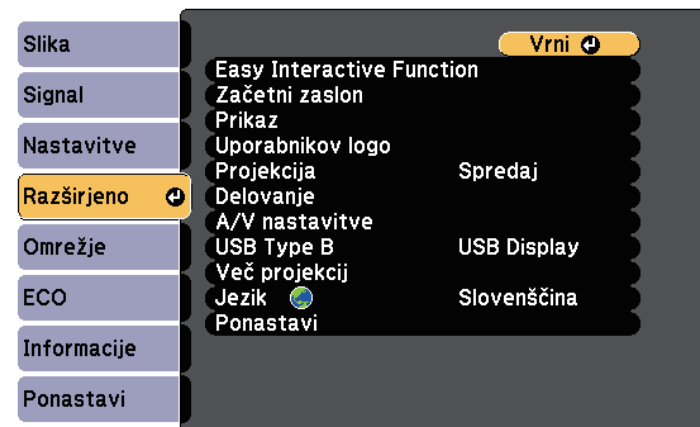 Slika
Signal
Nastavitve
Razširjeno
Omrežje
ECO
Informacije
Ponastavi
Vrni
Easy Interactive Function
Začetni zaslon
Prikaz
Uporabnikov logo
Projekcija Spredaj
Delovanje
A/V nastavitve
USB Type B USB Display
Več projekcij
Jezik Slovenščina
Ponastavi